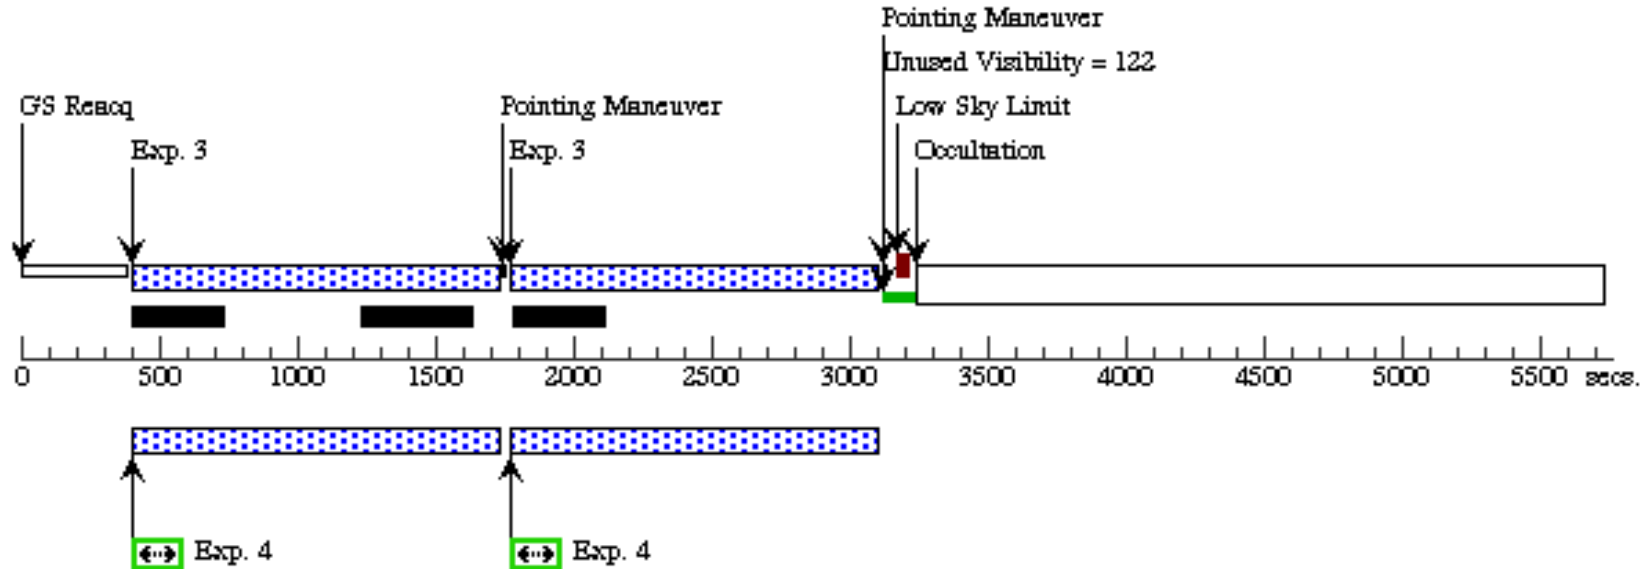 Pointing Maneuver
Unused Visibility = 122
GS Reacq
Pointing Maneuver
Low Sky Limit
Exp. 3
Exp. 3
Occultation
0 500 1000 1500 2000 2500 3000 3500 4000 4500 5000 5500 secs.
Exp. 4
Exp. 4